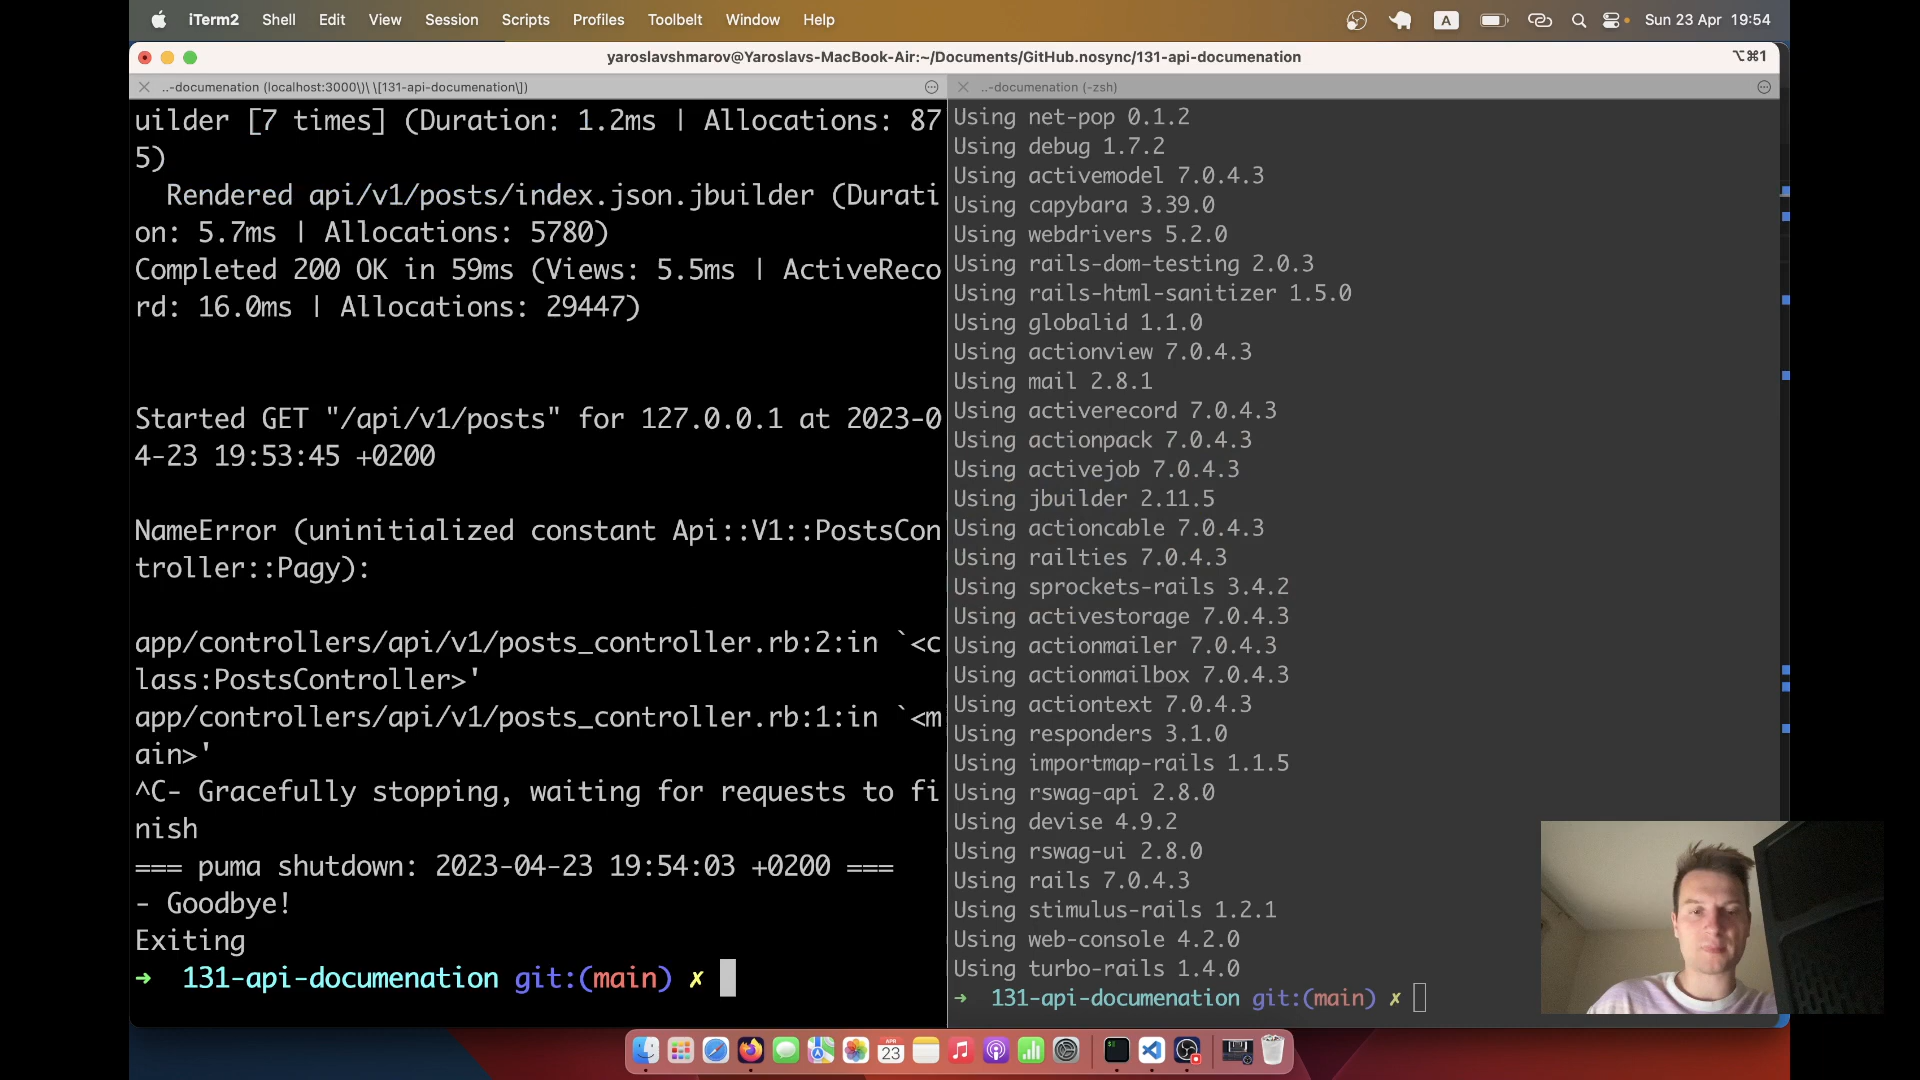 iTerm2 Shell Edit View Session Scripts Profiles Toolbelt Window Help
A
Sun 23 Apr 19:54
yaroslavshmarov@Yaroslavs-MacBook-Air:~/Documents/GitHub.nosync/131-api-documenation
⌥⌘1
..-documenation (localhost:3000\)\ \[131-api-documenation\])
uilder [7 times] (Duration: 1.2ms | Allocations: 87
5)
  Rendered api/v1/posts/index.json.jbuilder (Durati
on: 5.7ms | Allocations: 5780)
Completed 200 OK in 59ms (Views: 5.5ms | ActiveReco
rd: 16.0ms | Allocations: 29447)
Started GET "/api/v1/posts" for 127.0.0.1 at 2023-0
4-23 19:53:45 +0200
NameError (uninitialized constant Api::V1::PostsCon
troller::Pagy):
app/controllers/api/v1/posts_controller.rb:2:in `<c
lass:PostsController>'
app/controllers/api/v1/posts_controller.rb:1:in `<m
ain>'
^C- Gracefully stopping, waiting for requests to fi
nish
=== puma shutdown: 2023-04-23 19:54:03 +0200 ===
- Goodbye!
Exiting
➜  131-api-documenation git:(main) ✗
..-documenation (-zsh)
Using net-pop 0.1.2
Using debug 1.7.2
Using activemodel 7.0.4.3
Using capybara 3.39.0
Using webdrivers 5.2.0
Using rails-dom-testing 2.0.3
Using rails-html-sanitizer 1.5.0
Using globalid 1.1.0
Using actionview 7.0.4.3
Using mail 2.8.1
Using activerecord 7.0.4.3
Using actionpack 7.0.4.3
Using activejob 7.0.4.3
Using jbuilder 2.11.5
Using actioncable 7.0.4.3
Using railties 7.0.4.3
Using sprockets-rails 3.4.2
Using activestorage 7.0.4.3
Using actionmailer 7.0.4.3
Using actionmailbox 7.0.4.3
Using actiontext 7.0.4.3
Using responders 3.1.0
Using importmap-rails 1.1.5
Using rswag-api 2.8.0
Using devise 4.9.2
Using rswag-ui 2.8.0
Using rails 7.0.4.3
Using stimulus-rails 1.2.1
Using web-console 4.2.0
Using turbo-rails 1.4.0
➜  131-api-documenation git:(main) ✗
APR
23